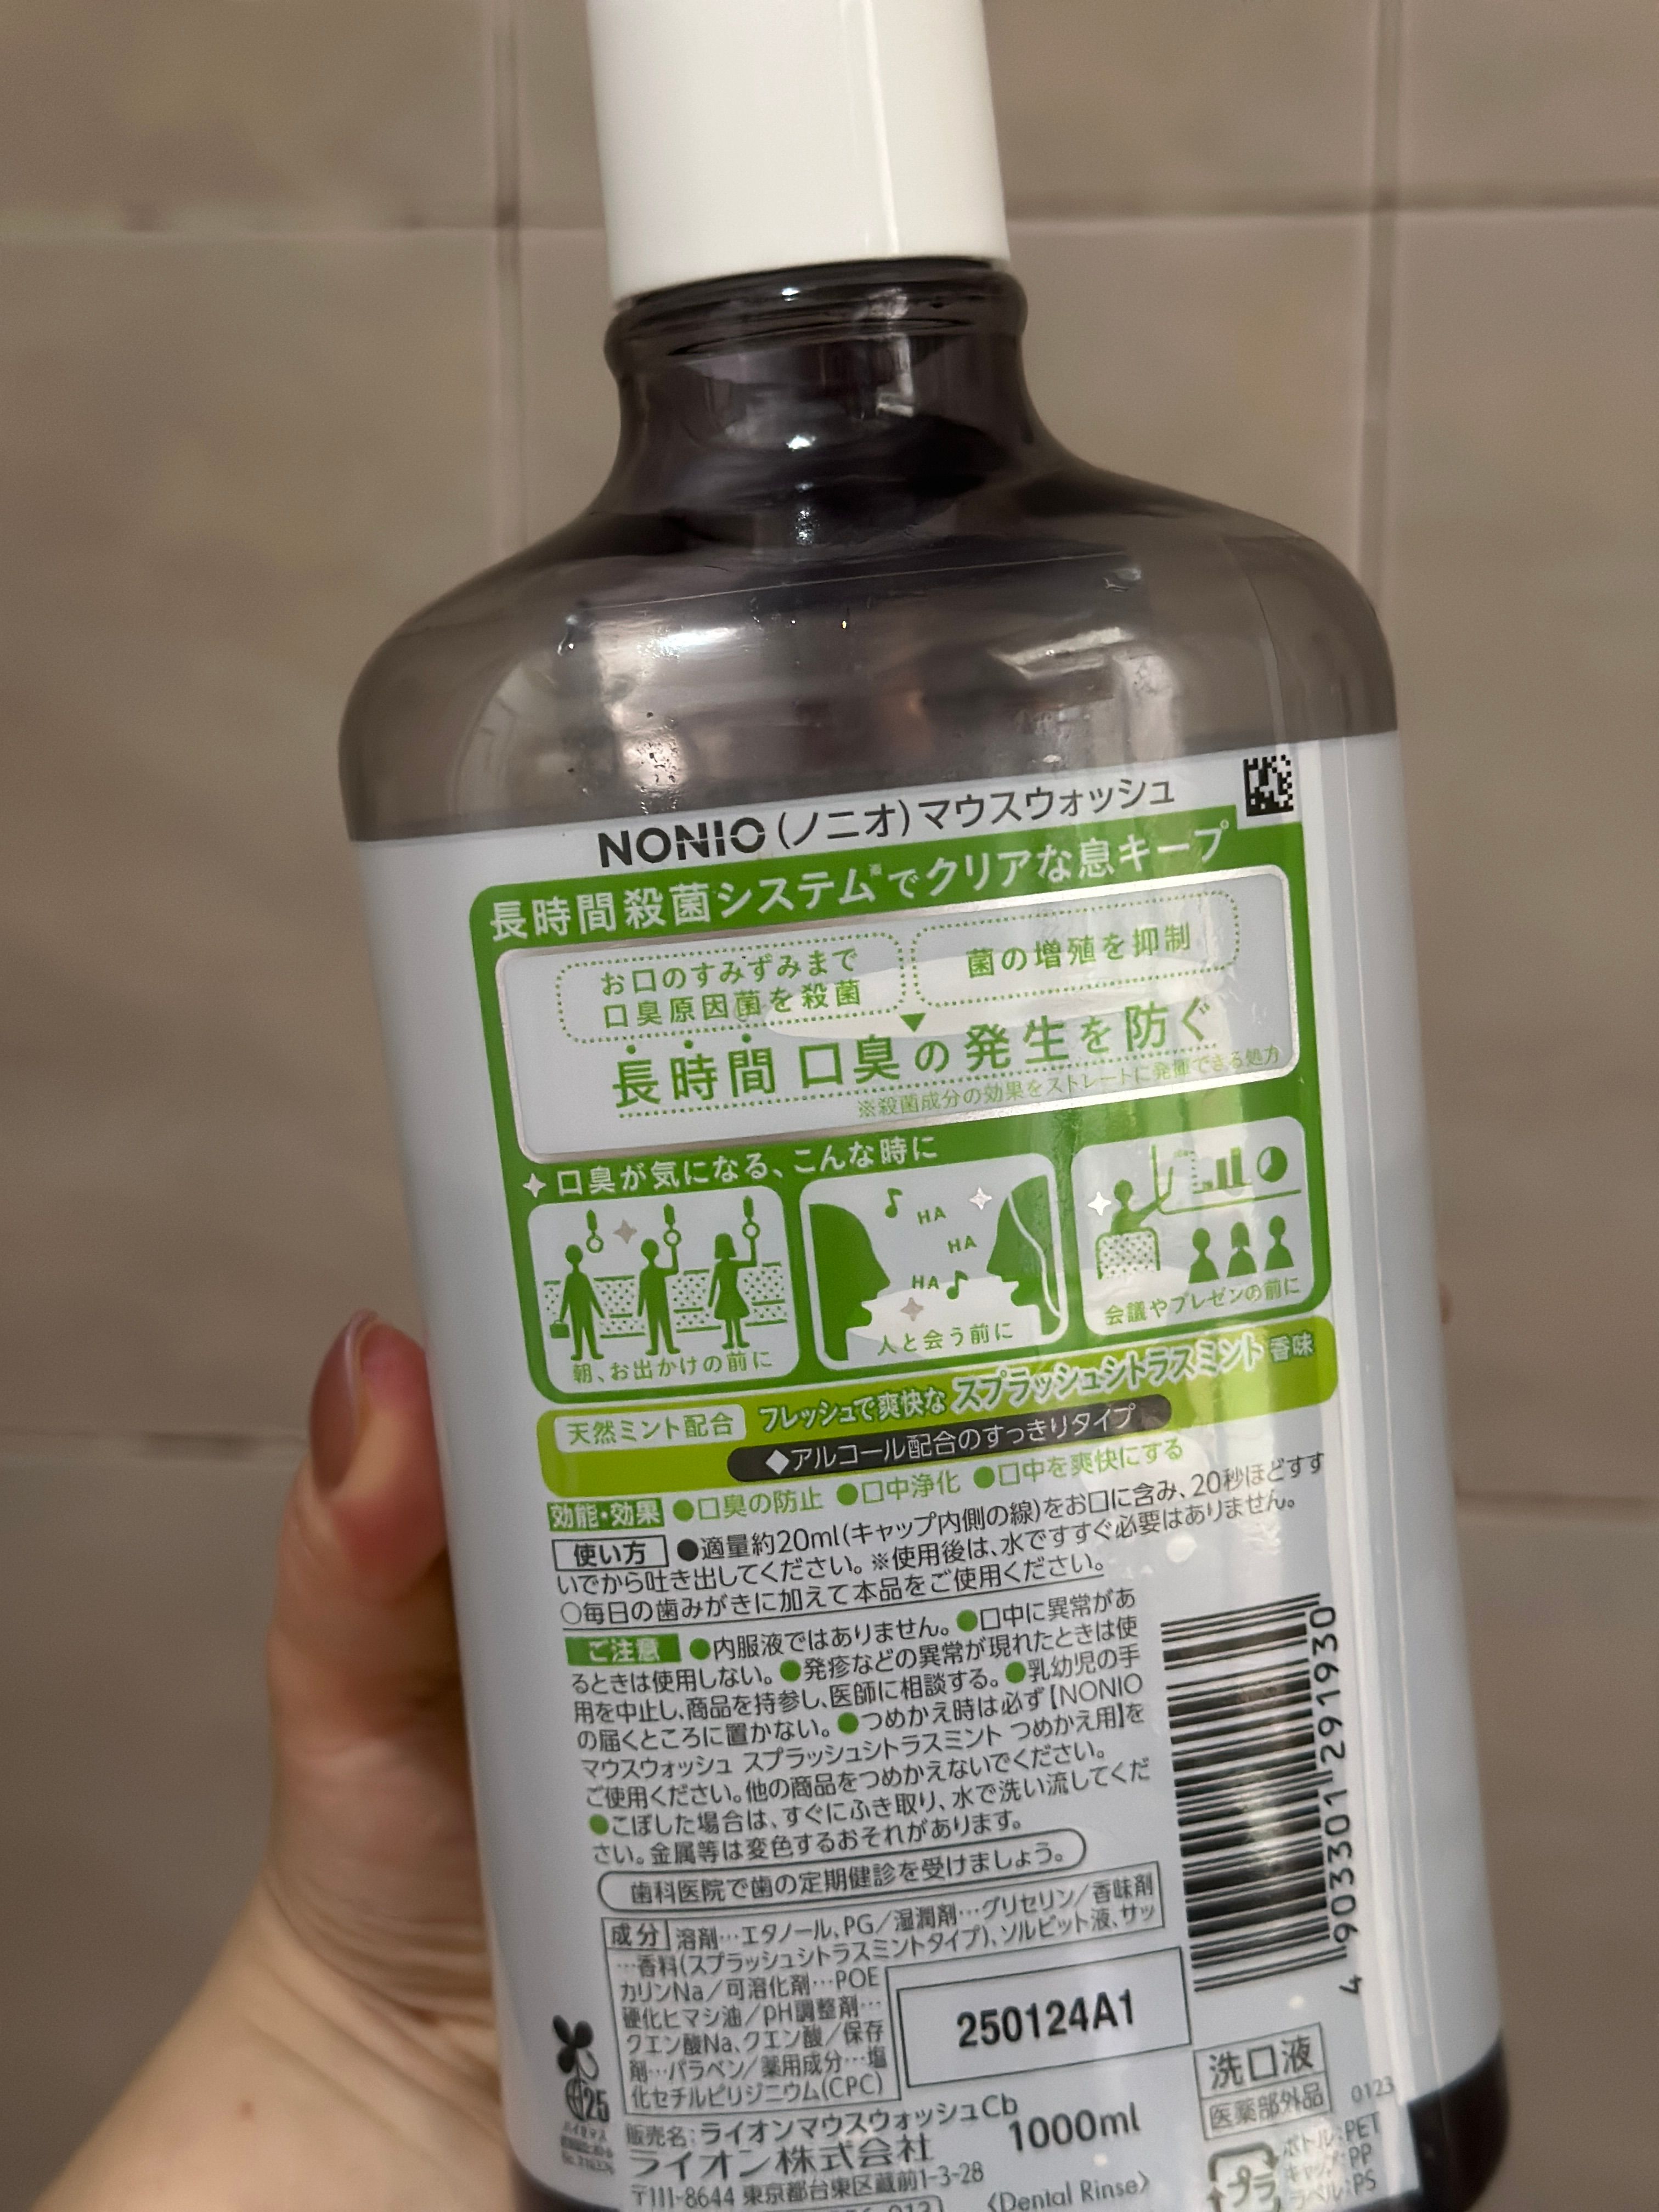 NONIO(ノニオ)マウスウォッシュ
長時間殺菌システム※でクリアな息キープ
お口のすみずみまで
口臭原因菌を殺菌
菌の増殖を抑制
長時間 口臭の発生を防ぐ
※殺菌成分の効果をストレートに発揮できる処方
口臭が気になる、こんな時に
HA
HA
HA
朝、お出かけの前に
人と会う前に
会議やプレゼンの前に
天然ミント配合 フレッシュで爽快な スプラッシュシトラスミント 香味
◆アルコール配合のすっきりタイプ
効能・効果 ●口臭の防止 ●口中浄化 ●口中を爽快にする
使い方 ●適量約20ml(キャップ内側の線)をお口に含み、20秒ほどすす
いでから吐き出してください。※使用後は、水ですすぐ必要はありません。
○毎日の歯みがきに加えて本品をご使用ください。
ご注意 ●内服液ではありません。●口中に異常があ
るときは使用しない。●発疹などの異常が現れたときは使
用を中止し、商品を持参し、医師に相談する。●乳幼児の手
の届くところに置かない。●つめかえ時は必ず【NONIO
マウスウォッシュ スプラッシュシトラスミント つめかえ用】を
ご使用ください。他の商品をつめかえないでください。
●こぼした場合は、すぐにふき取り、水で洗い流してくだ
さい。金属等は変色するおそれがあります。
歯科医院で歯の定期健診を受けましょう。
成分 溶剤…エタノール、PG/湿潤剤…グリセリン/香味剤
…香料(スプラッシュシトラスミントタイプ)、ソルビット液、サッ
カリンNa/可溶化剤…POE
硬化ヒマシ油/pH調整剤…
クエン酸Na、クエン酸/保存
剤…パラベン/薬用成分…塩
化セチルピリジニウム(CPC)
250124A1
4 903301 291930
洗口液
医薬部外品
0123
25
販売名:ライオンマウスウォッシュCb
ライオン株式会社
1000ml
〒111-8644 東京都台東区蔵前1-3-28
〈Dental Rinse〉
プラ
ボトル:PET
キャップ:PP
ラベル:PS